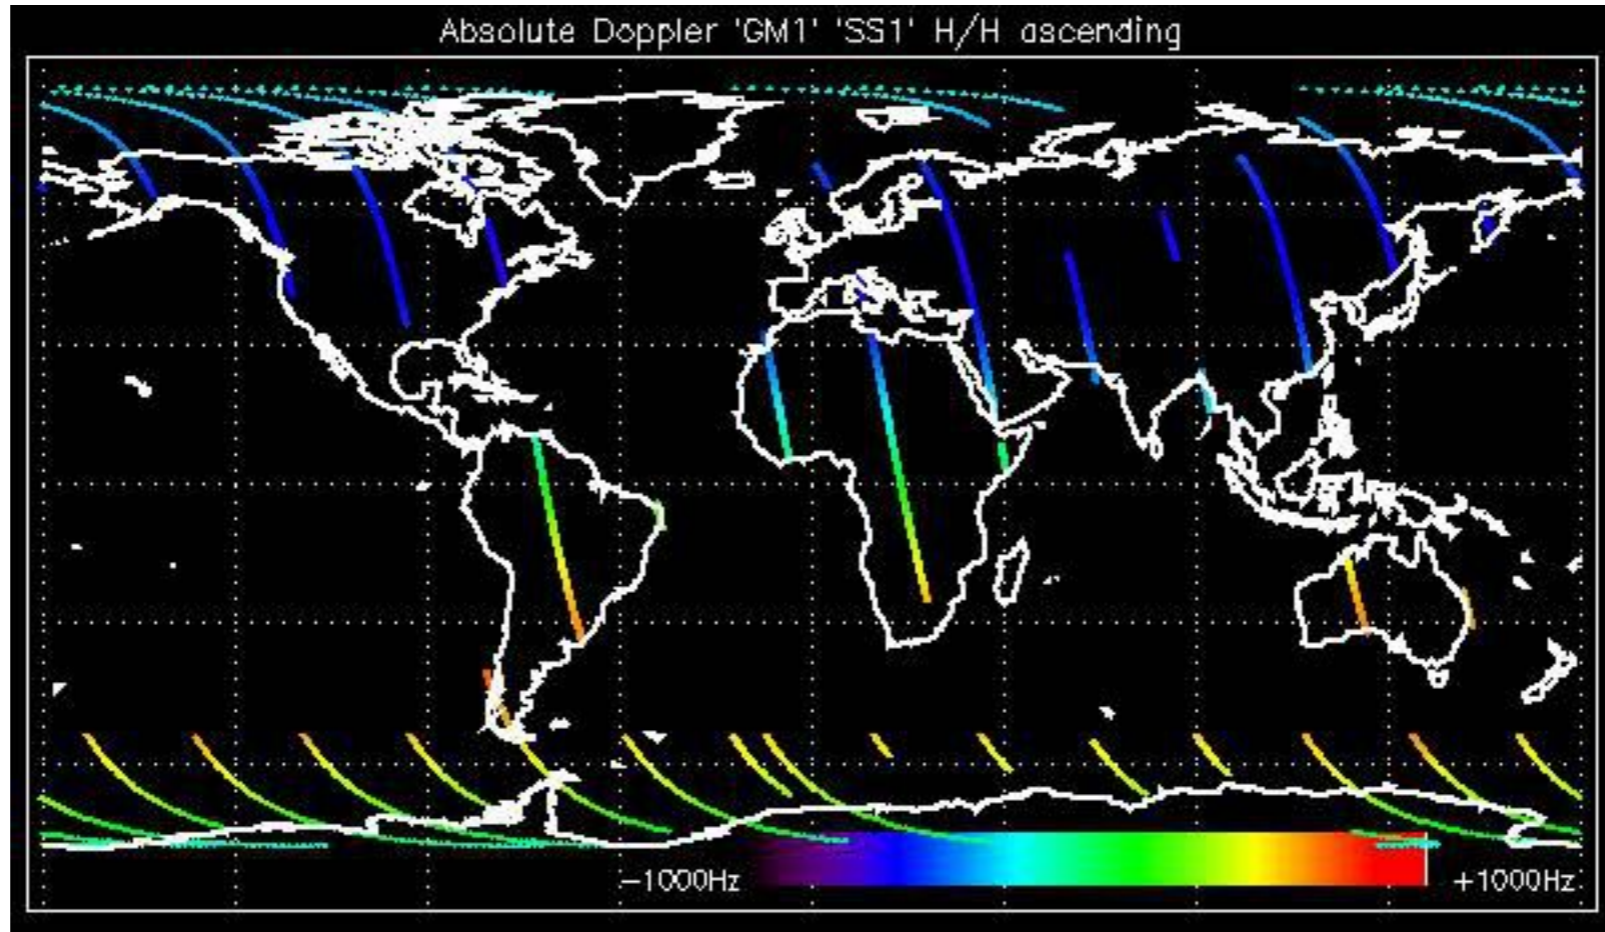 Absolute Doppler 'GM1' 'SS1' H/H ascending
−1000Hz +1000Hz